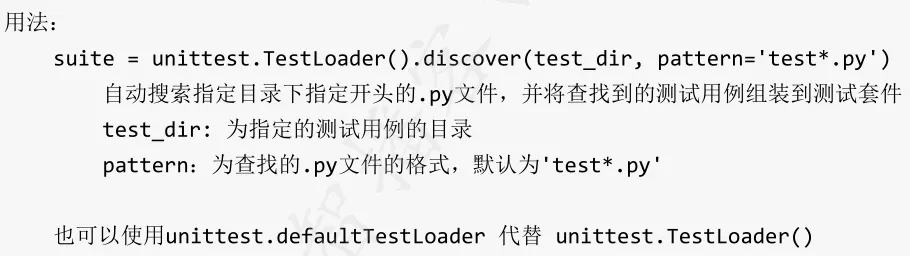 用法：
suite = unittest.TestLoader().discover(test_dir, pattern='test*.py')
自动搜索指定目录下指定开头的.py文件，并将查找到的测试用例组装到测试套件
test_dir: 为指定的测试用例的目录
pattern：为查找的.py文件的格式，默认为'test*.py'
也可以使用unittest.defaultTestLoader 代替 unittest.TestLoader()